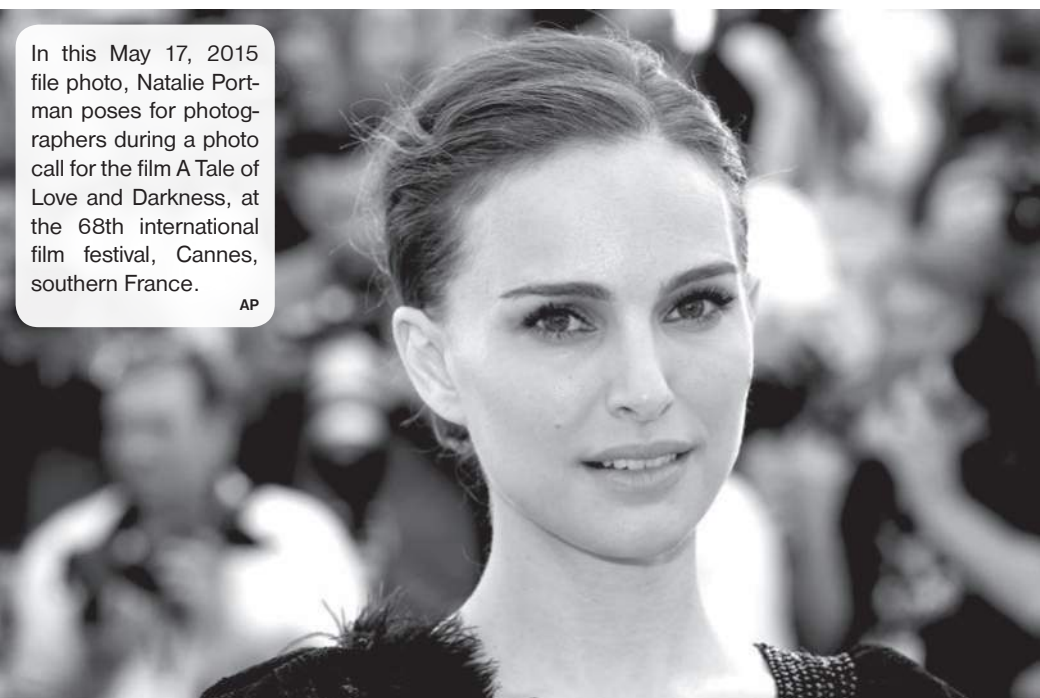 In this May 17, 2015
file photo, Natalie Port-
man poses for photog-
raphers during a photo
call for the film A Tale of
Love and Darkness, at
the 68th international
film festival, Cannes,
southern France.
AP